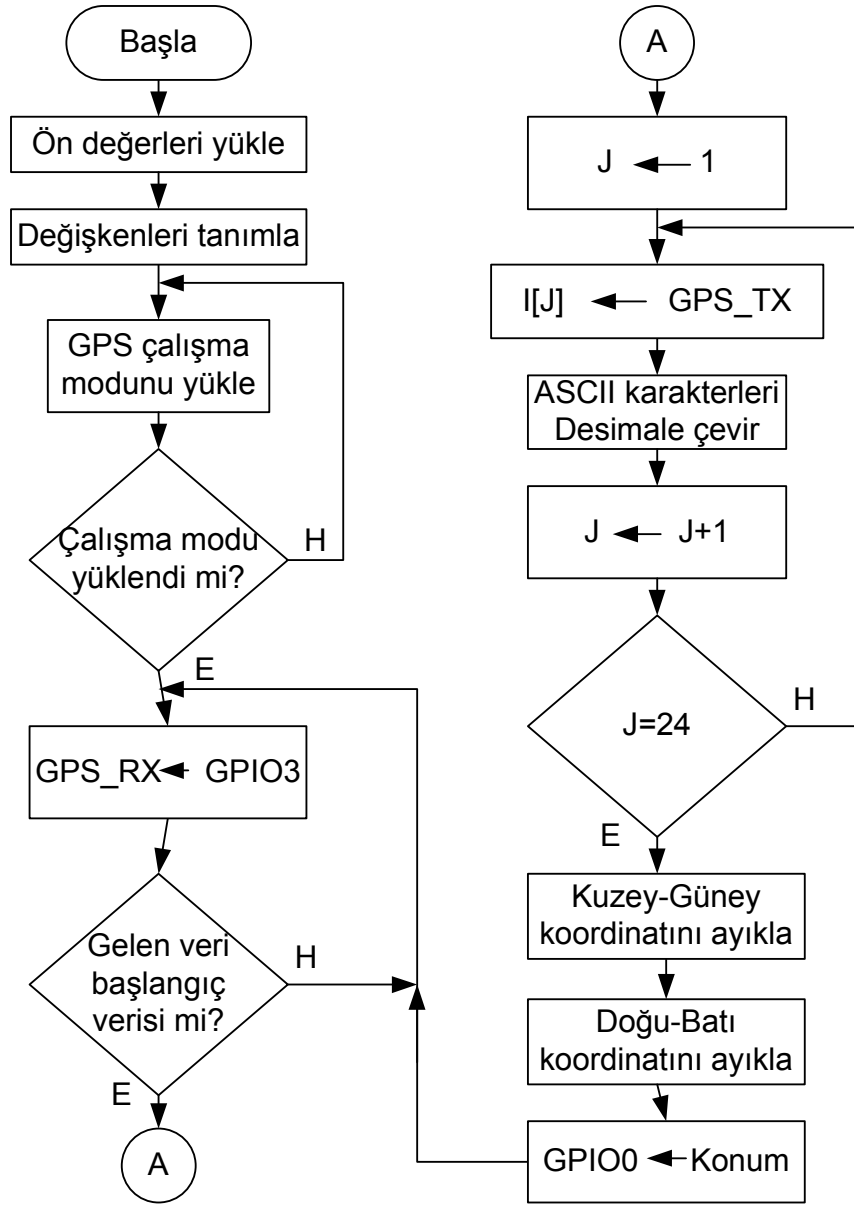 Başla
Ön değerleri yükle
Değişkenleri tanımla
GPS çalışma
modunu yükle
Çalışma modu
yüklendi mi?
H
E
GPS_RX ← GPIO3
Gelen veri
başlangıç
verisi mi?
H
E
A
A
J ← 1
I[J] ← GPS_TX
ASCII karakterleri
Desimale çevir
J ← J+1
J=24
H
E
Kuzey-Güney
koordinatını ayıkla
Doğu-Batı
koordinatını ayıkla
GPIO0 ← Konum